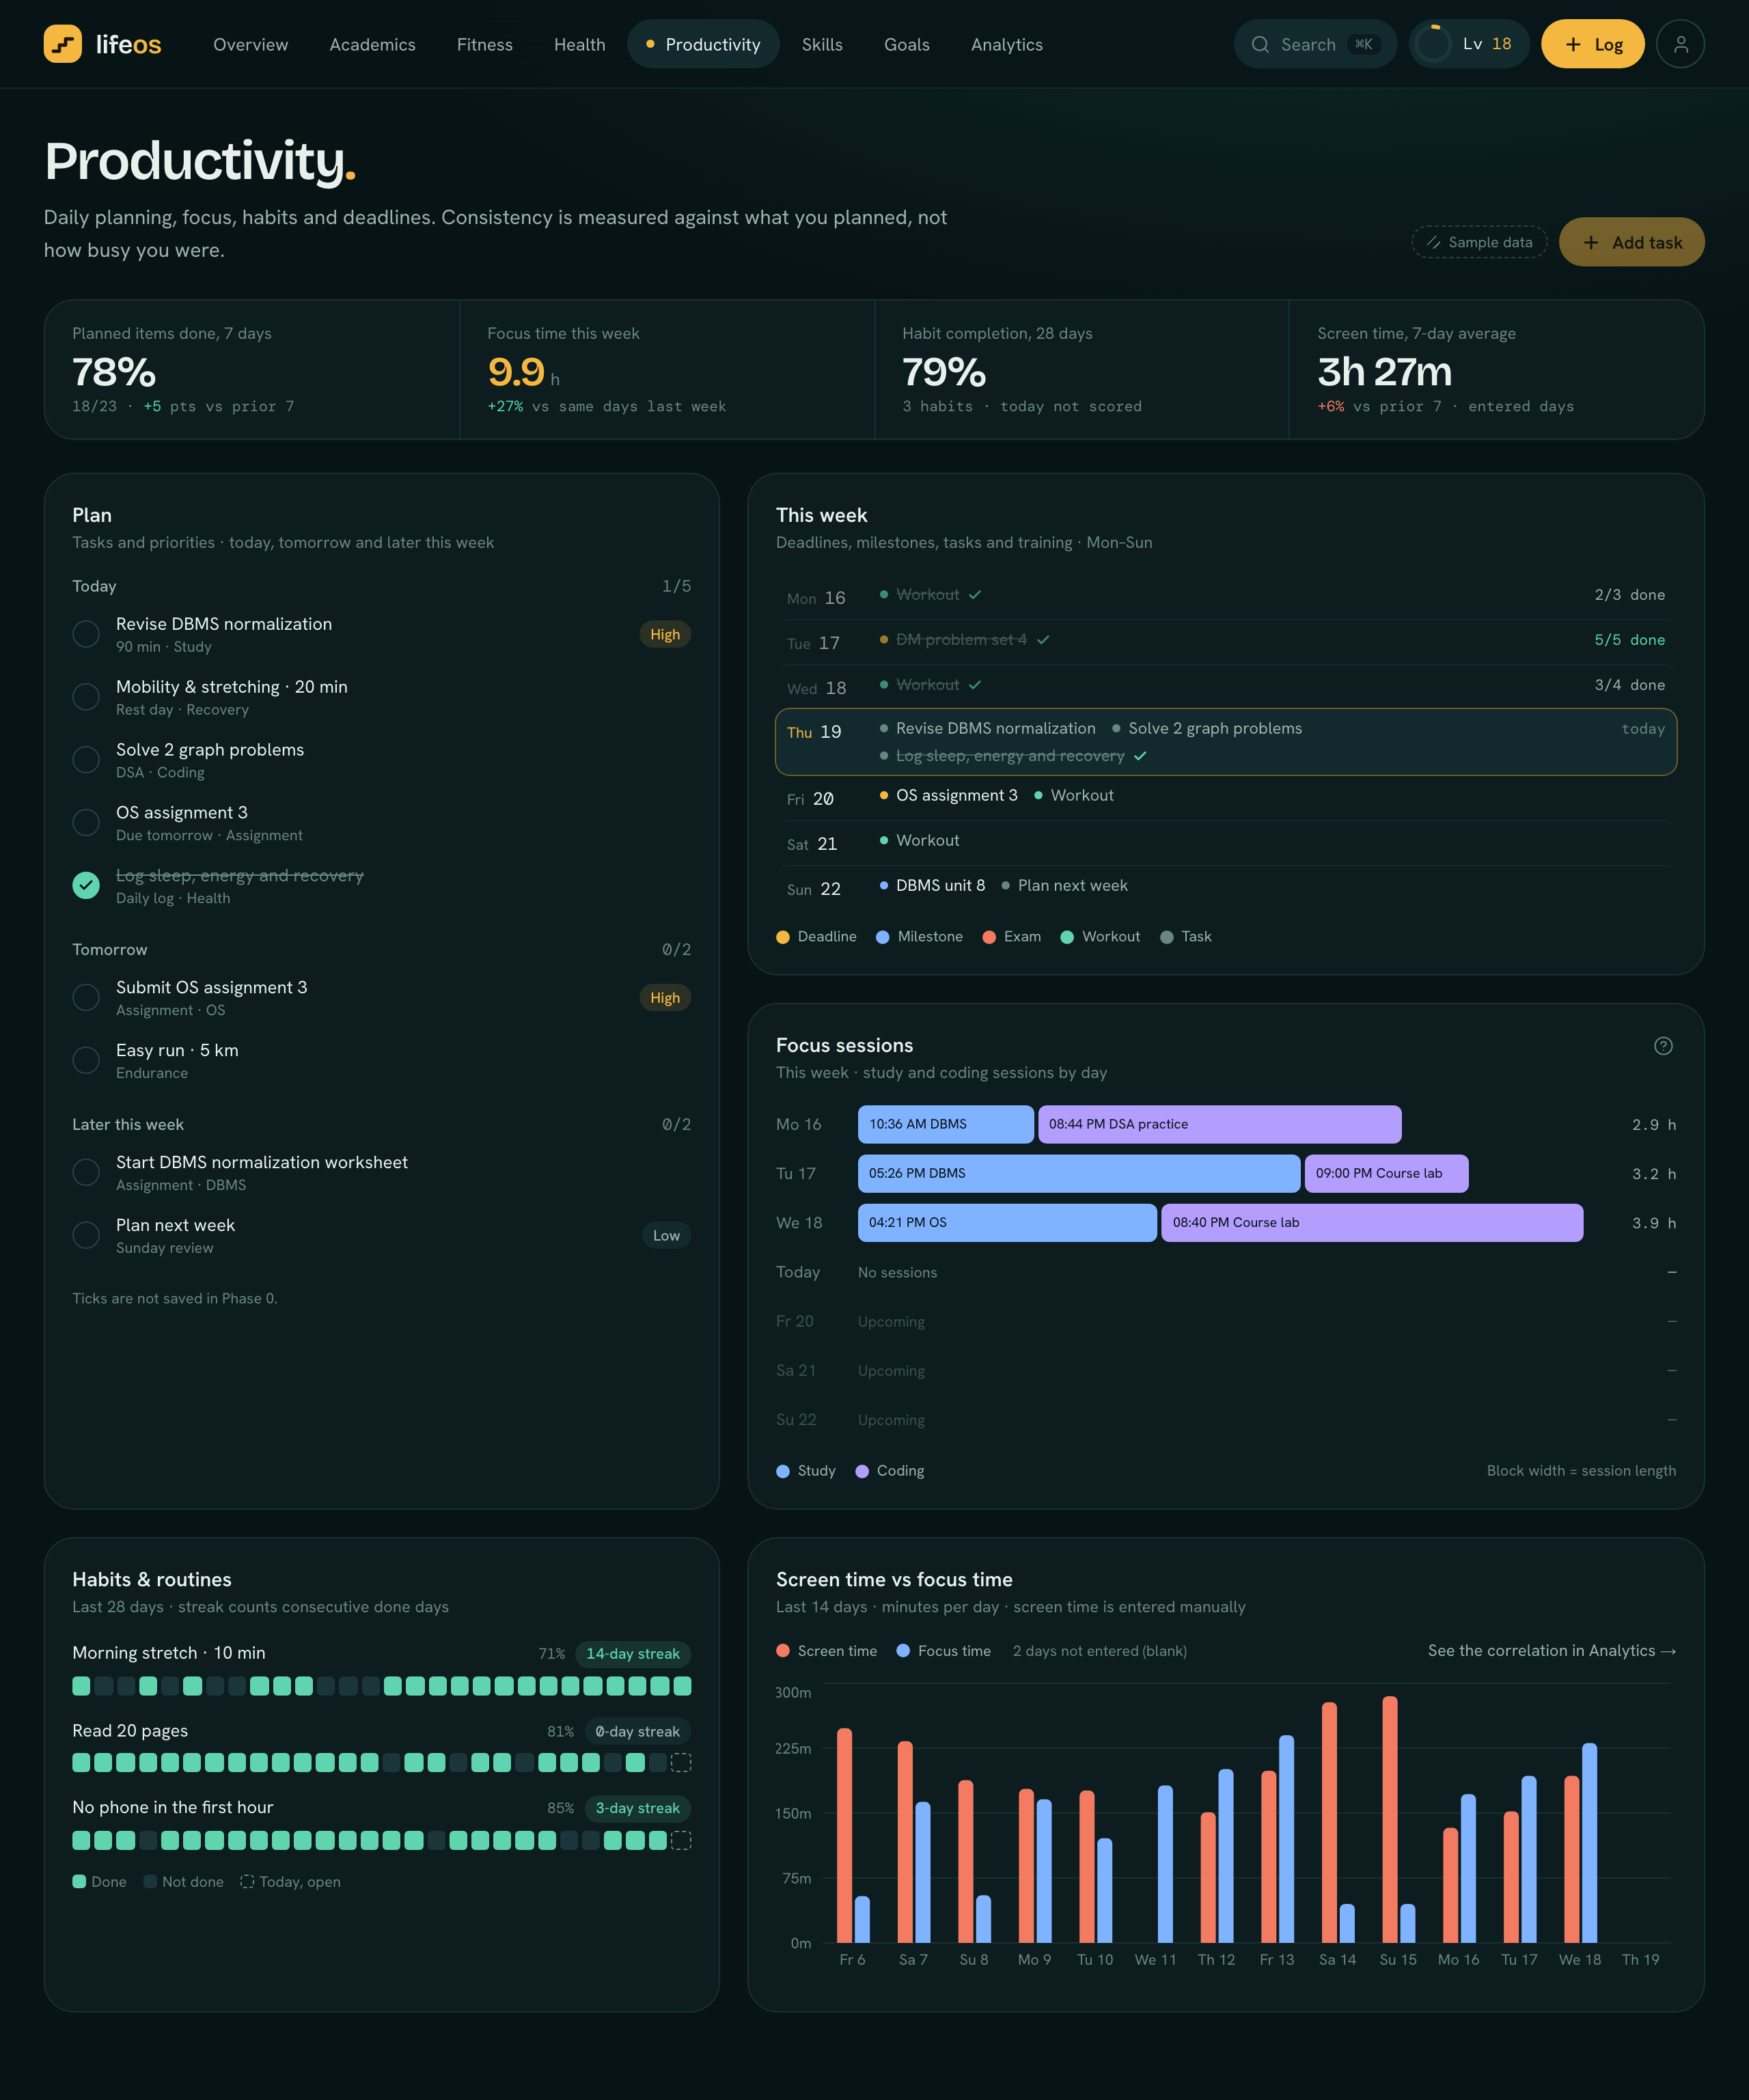 lifeos
Overview Academics Fitness Health Productivity Skills Goals Analytics
Search ⌘K
Lv 18
+ Log
Productivity.
Daily planning, focus, habits and deadlines. Consistency is measured against what you planned, not
how busy you were.
Sample data
+ Add task
Planned items done, 7 days
78%
18/23 · +5 pts vs prior 7
Focus time this week
9.9 h
+27% vs same days last week
Habit completion, 28 days
79%
3 habits · today not scored
Screen time, 7-day average
3h 27m
+6% vs prior 7 · entered days
Plan
Tasks and priorities · today, tomorrow and later this week
Today 1/5
Revise DBMS normalization
90 min · Study
High
Mobility & stretching · 20 min
Rest day · Recovery
Solve 2 graph problems
DSA · Coding
OS assignment 3
Due tomorrow · Assignment
Log sleep, energy and recovery
Daily log · Health
Tomorrow 0/2
Submit OS assignment 3
Assignment · OS
High
Easy run · 5 km
Endurance
Later this week 0/2
Start DBMS normalization worksheet
Assignment · DBMS
Plan next week
Sunday review
Low
Ticks are not saved in Phase 0.
This week
Deadlines, milestones, tasks and training · Mon–Sun
Mon 16 Workout 2/3 done
Tue 17 DM problem set 4 5/5 done
Wed 18 Workout 3/4 done
Thu 19 Revise DBMS normalization Solve 2 graph problems today
Log sleep, energy and recovery
Fri 20 OS assignment 3 Workout
Sat 21 Workout
Sun 22 DBMS unit 8 Plan next week
Deadline Milestone Exam Workout Task
Focus sessions
This week · study and coding sessions by day
Mo 16 10:36 AM DBMS 08:44 PM DSA practice 2.9 h
Tu 17 05:26 PM DBMS 09:00 PM Course lab 3.2 h
We 18 04:21 PM OS 08:40 PM Course lab 3.9 h
Today No sessions –
Fr 20 Upcoming –
Sa 21 Upcoming –
Su 22 Upcoming –
Study Coding Block width = session length
Habits & routines
Last 28 days · streak counts consecutive done days
Morning stretch · 10 min 71% 14-day streak
Read 20 pages 81% 0-day streak
No phone in the first hour 85% 3-day streak
Done Not done Today, open
Screen time vs focus time
Last 14 days · minutes per day · screen time is entered manually
Screen time Focus time 2 days not entered (blank) See the correlation in Analytics →
300m
225m
150m
75m
0m
Fr 6 Sa 7 Su 8 Mo 9 Tu 10 We 11 Th 12 Fr 13 Sa 14 Su 15 Mo 16 Tu 17 We 18 Th 19